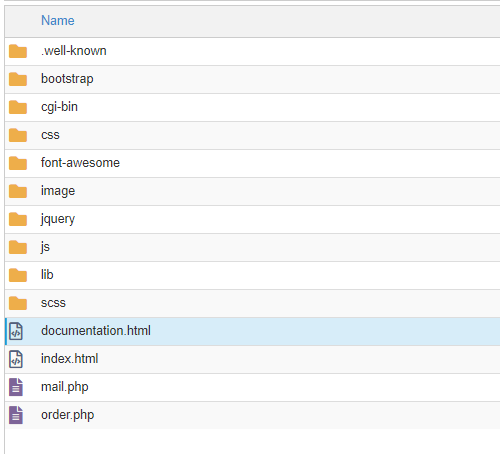 Name
.well-known
bootstrap
cgi-bin
css
font-awesome
image
jquery
js
lib
scss
documentation.html
index.html
mail.php
order.php